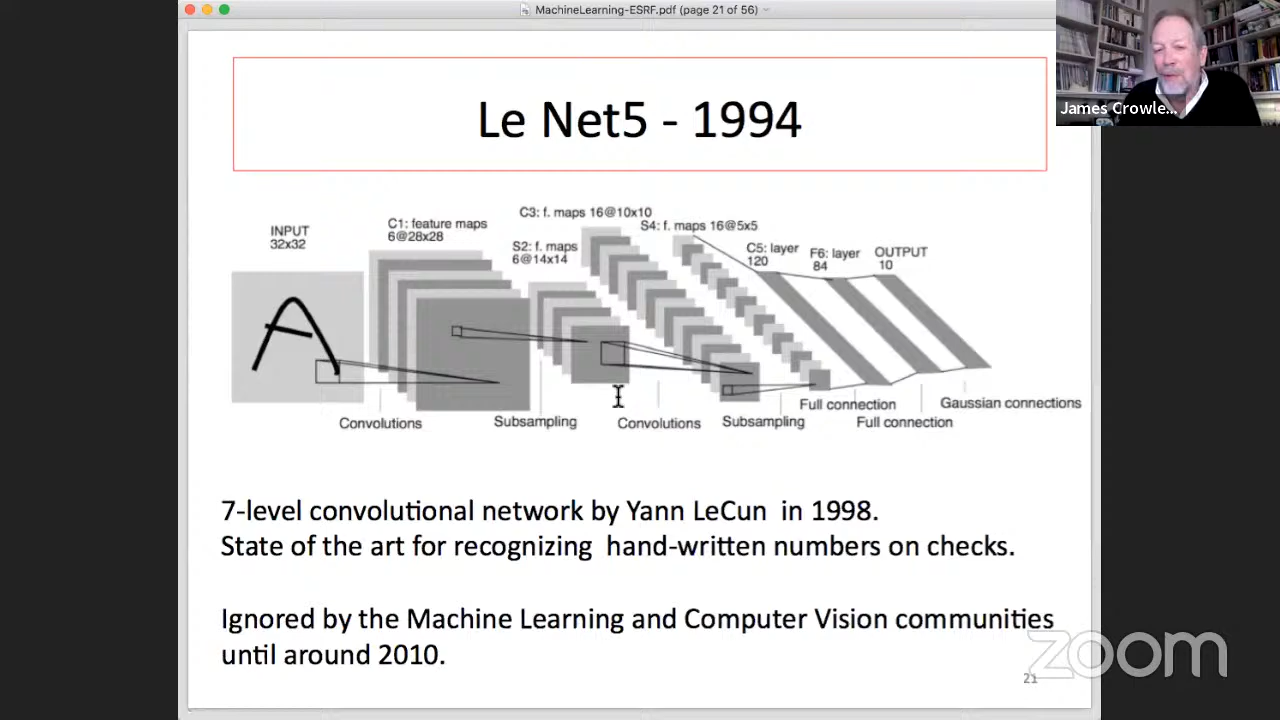 MachineLearning-ESRF.pdf (page 21 of 56)
James Crowle...
Le Net5 - 1994
INPUT
32x32
C1: feature maps
6@28x28
S2: f. maps
6@14x14
C3: f. maps 16@10x10
S4: f. maps 16@5x5
C5: layer
120
F6: layer
84
OUTPUT
10
A
Convolutions
Subsampling
Convolutions
Subsampling
Full connection
Full connection
Gaussian connections
7-level convolutional network by Yann LeCun in 1998.
State of the art for recognizing hand-written numbers on checks.
Ignored by the Machine Learning and Computer Vision communities
until around 2010.
zoom
21